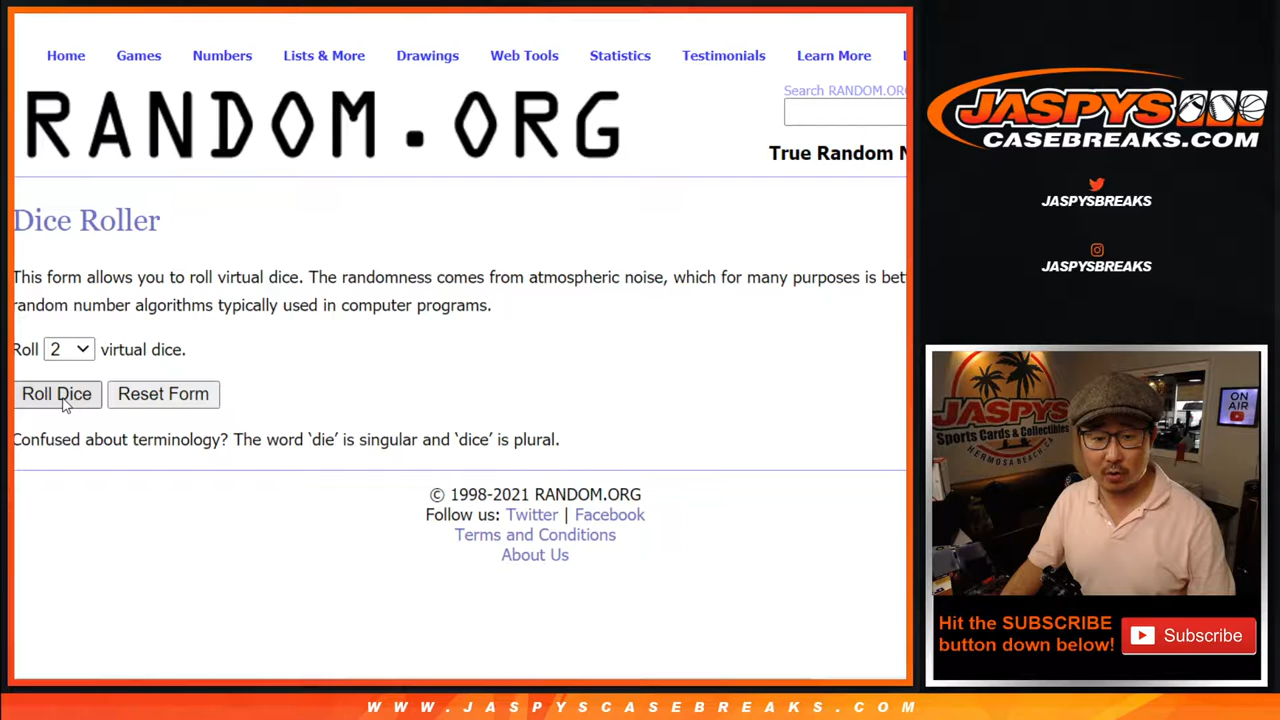 Home Games Numbers Lists & More Drawings Web Tools Statistics Testimonials Learn More
RANDOM.ORG
Search RANDOM.ORG
True Random N
Dice Roller
This form allows you to roll virtual dice. The randomness comes from atmospheric noise, which for many purposes is bet
random number algorithms typically used in computer programs.
Roll 2 virtual dice.
Roll Dice Reset Form
Confused about terminology? The word ‘die’ is singular and ‘dice’ is plural.
© 1998-2021 RANDOM.ORG
Follow us: Twitter | Facebook
Terms and Conditions
About Us
JASPYS
CASEBREAKS.COM
JASPYSBREAKS
JASPYSBREAKS
JASPYS
Sports Cards & Collectibles
HERMOSA BEACH, CA
ON
AIR
Hit the SUBSCRIBE
button down below!
Subscribe
WWW.JASPYSCASEBREAKS.COM